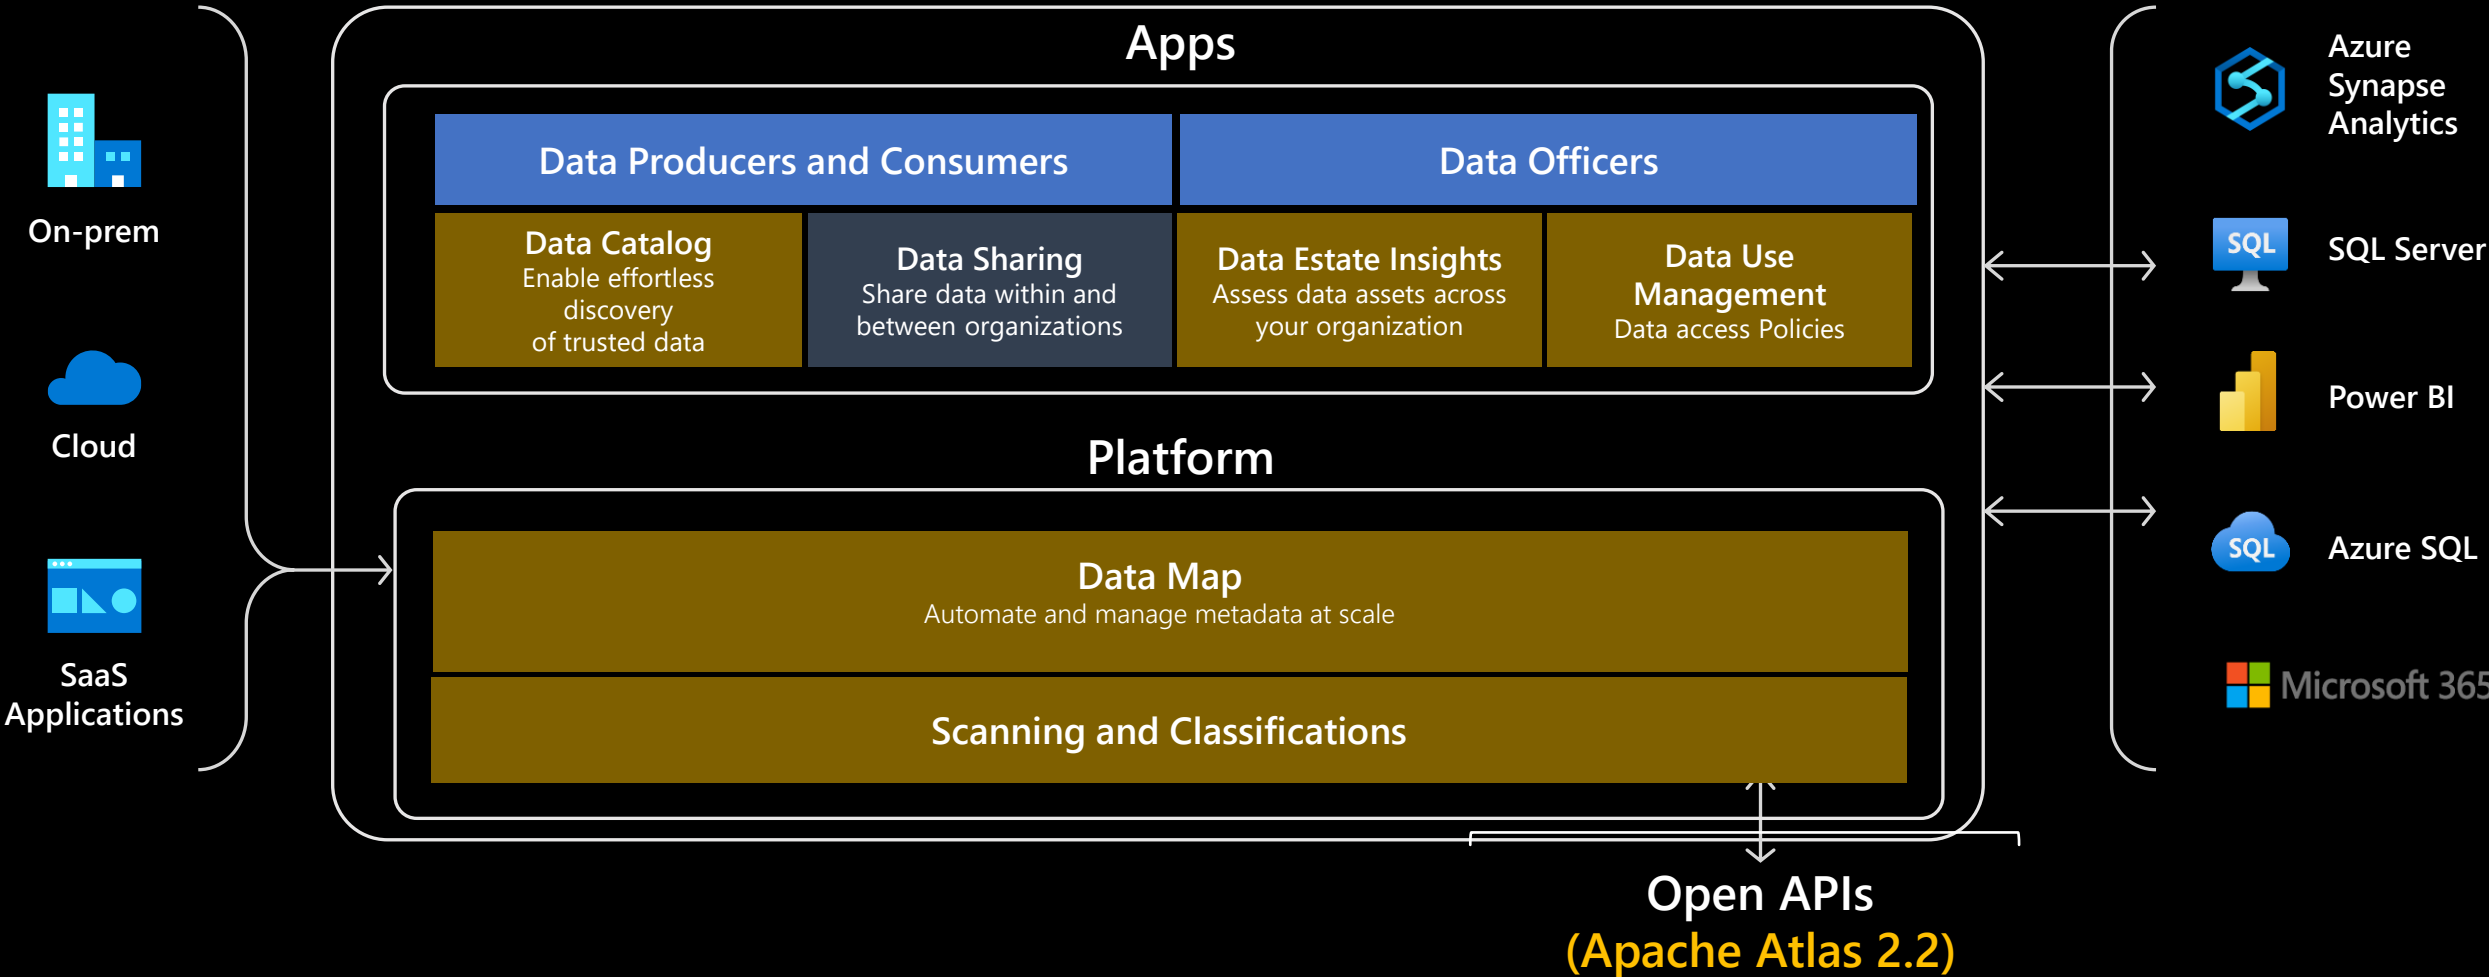 On-prem
Cloud
SaaS
Applications
Apps
Data Producers and Consumers
Data Officers
Data Catalog
Enable effortless
discovery
of trusted data
Data Sharing
Share data within and
between organizations
Data Estate Insights
Assess data assets across
your organization
Data Use
Management
Data access Policies
Platform
Data Map
Automate and manage metadata at scale
Scanning and Classifications
Open APIs
(Apache Atlas 2.2)
Azure
Synapse
Analytics
SQL
SQL Server
Power BI
SQL
Azure SQL
Microsoft 365